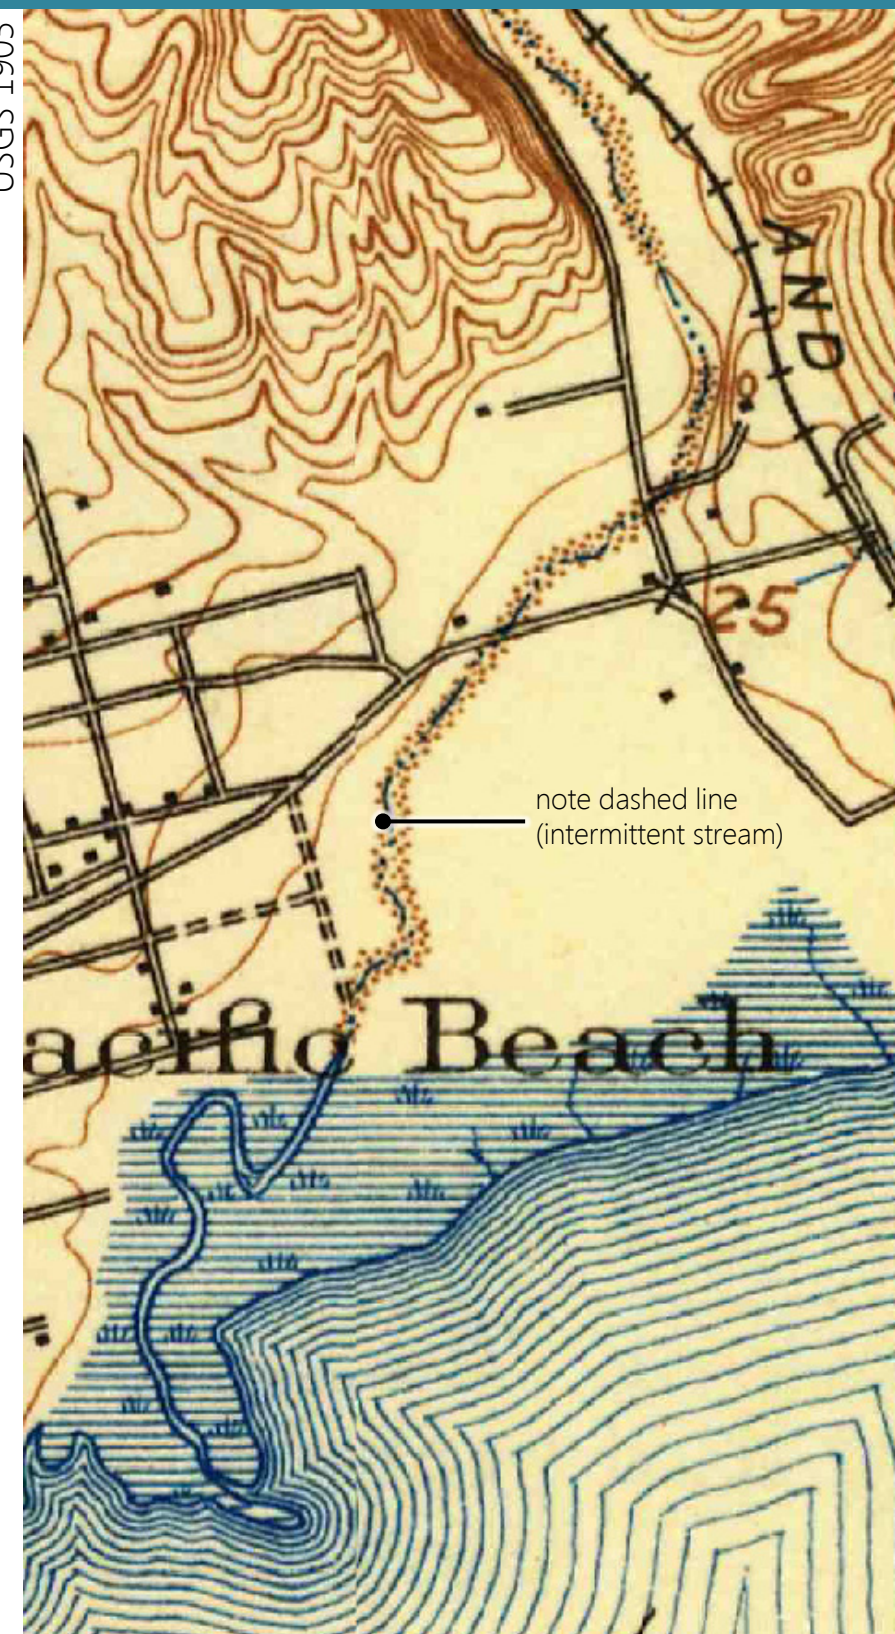 USGS 1903
AND
25
note dashed line
(intermittent stream)
acific Beach